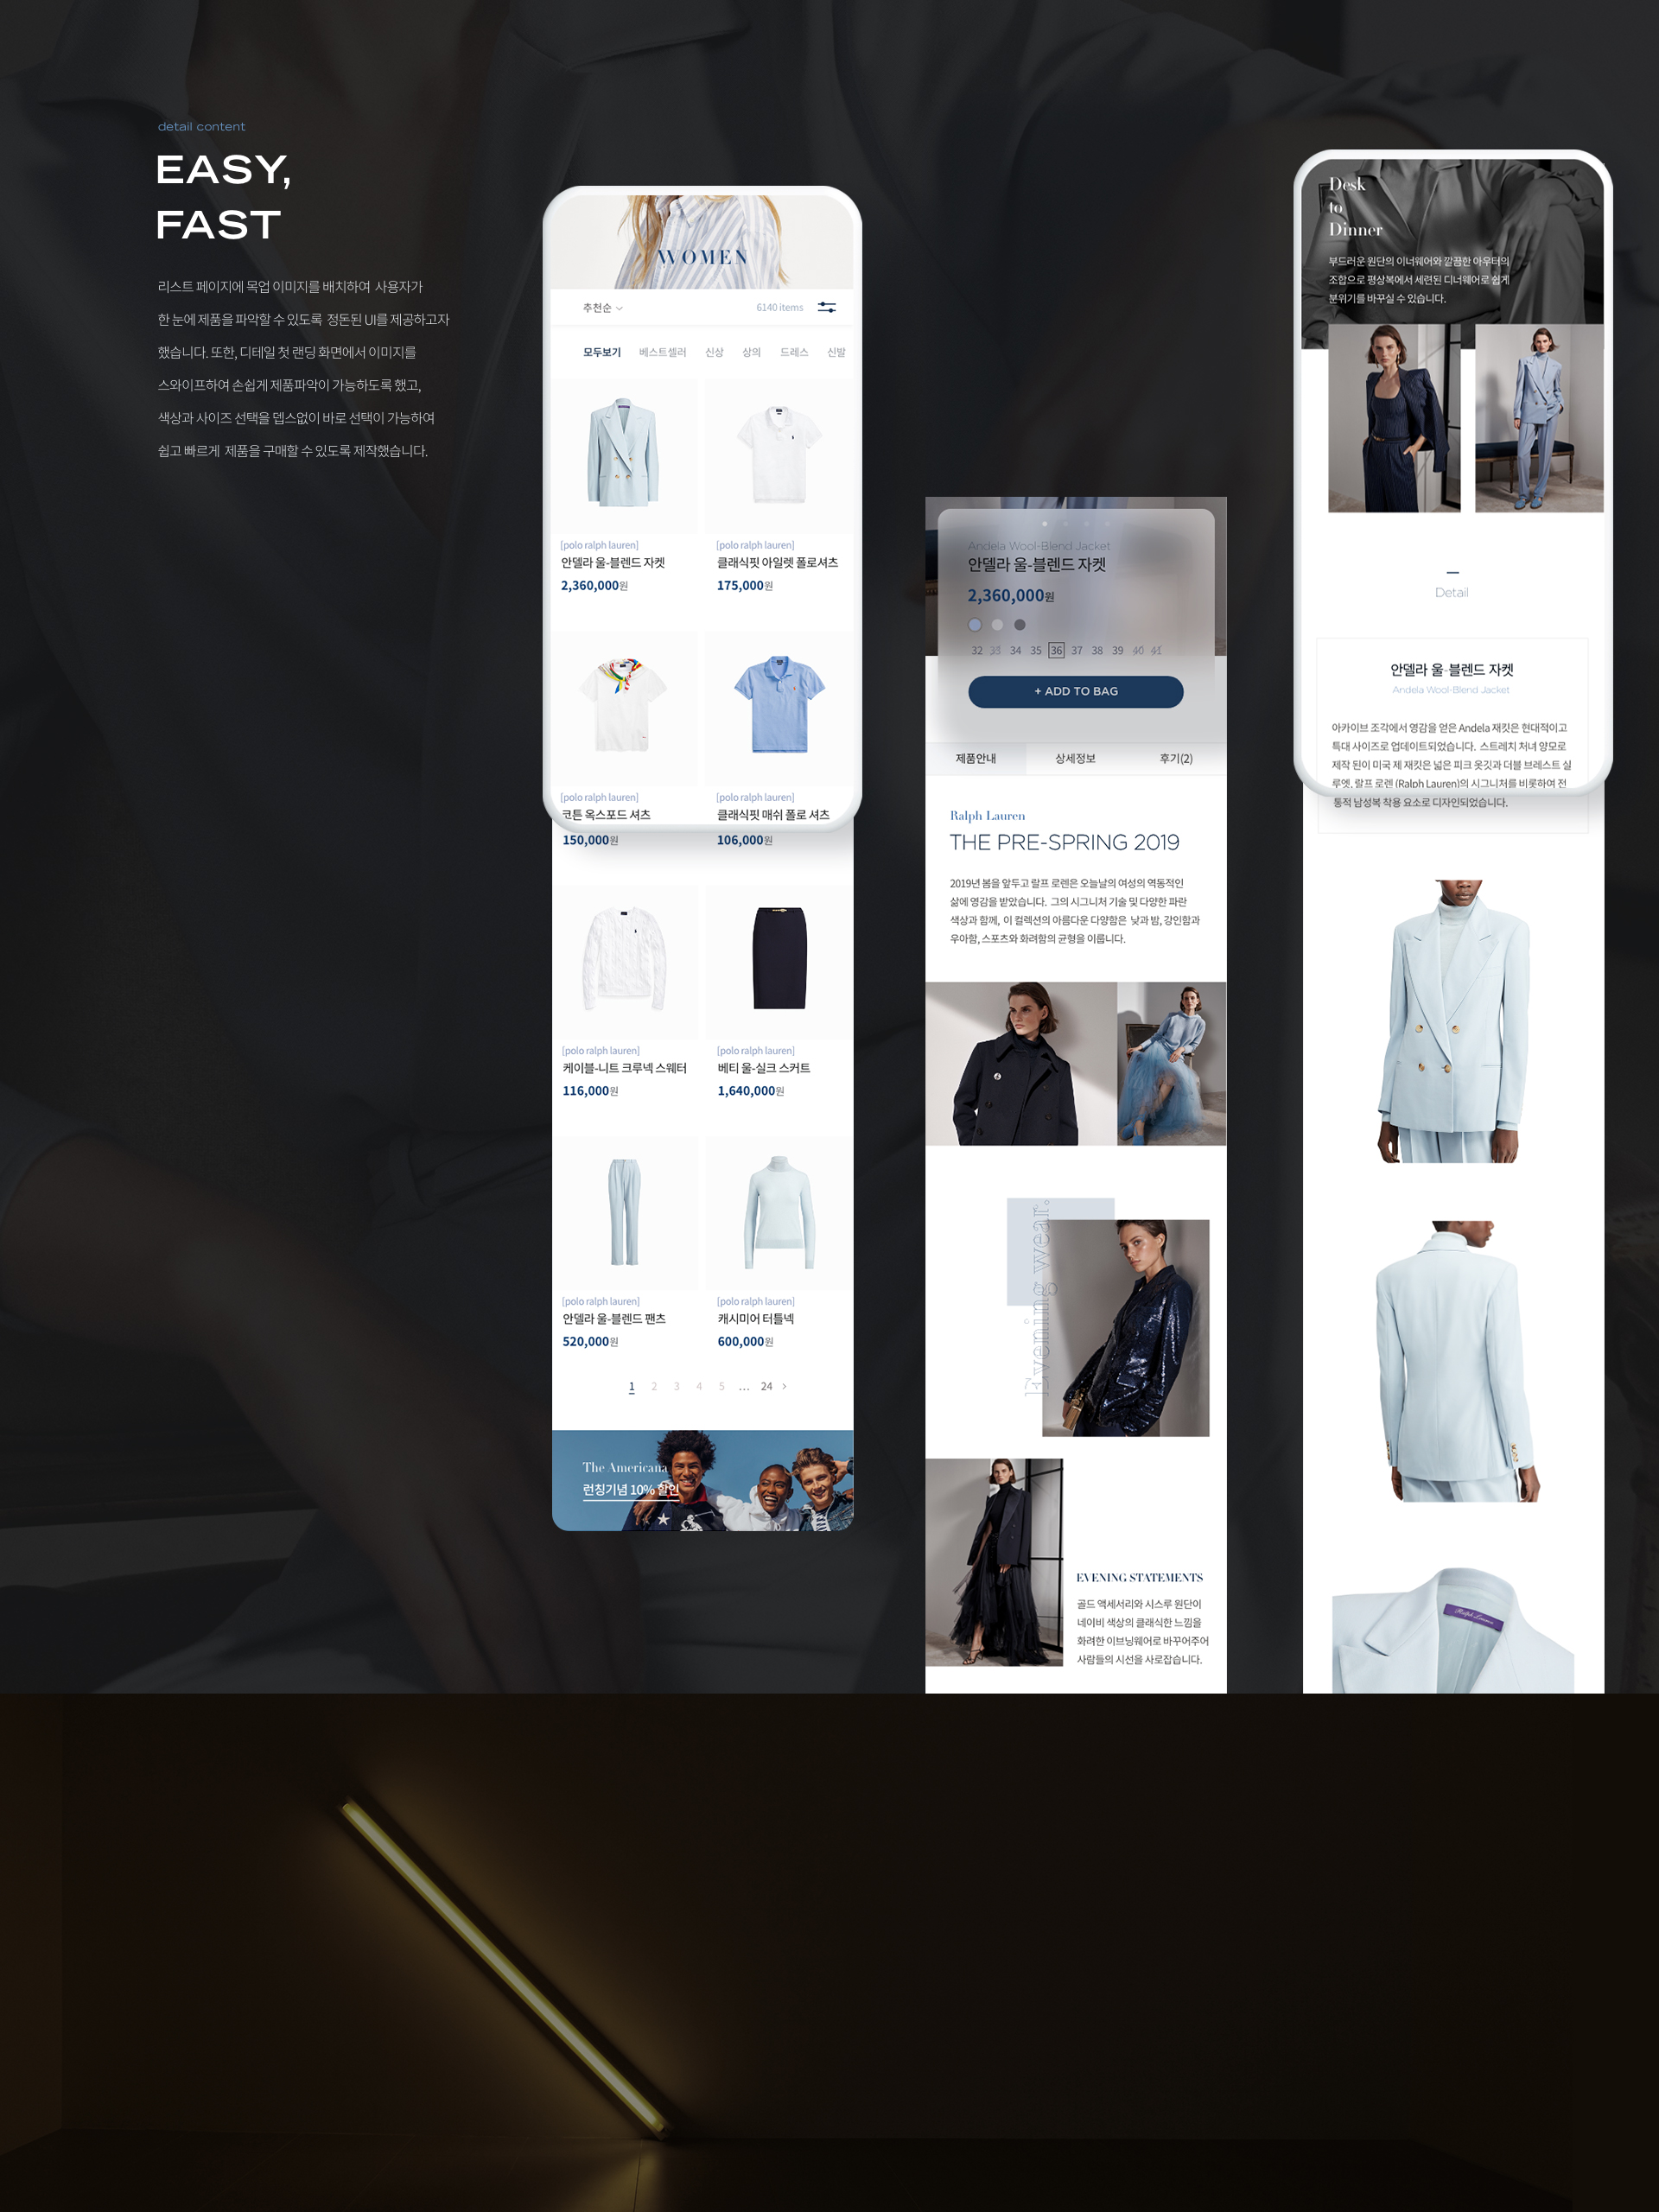 detail content
EASY,
FAST
리스트 페이지에 목업 이미지를 배치하여 사용자가
한 눈에 제품을 파악할 수 있도록 정돈된 UI를 제공하고자
했습니다. 또한, 디테일 첫 랜딩 화면에서 이미지를
스와이프하여 손쉽게 제품파악이 가능하도록 했고,
색상과 사이즈 선택을 뎁스없이 바로 선택이 가능하여
쉽고 빠르게 제품을 구매할 수 있도록 제작했습니다.
WOMEN
추천순
6140 items
모두보기 베스트셀러 신상 상의 드레스 신발
[polo ralph lauren] [polo ralph lauren]
안델라 울-블렌드 자켓 클래식핏 아일렛 폴로셔츠
2,360,000원 175,000원
[polo ralph lauren] [polo ralph lauren]
코튼 옥스포드 셔츠 클래식핏 매쉬 폴로 셔츠
150,000원 106,000원
[polo ralph lauren] [polo ralph lauren]
케이블-니트 크루넥 스웨터 베티 울-실크 스커트
116,000원 1,640,000원
[polo ralph lauren] [polo ralph lauren]
안델라 울-블렌드 팬츠 캐시미어 터틀넥
520,000원 600,000원
1 2 3 4 5 ... 24 >
The Americana
런칭기념 10% 할인
Andela Wool-Blend Jacket
안델라 울-블렌드 자켓
2,360,000원
32 33 34 35 36 37 38 39 40 41
+ ADD TO BAG
제품안내 상세정보 후기(2)
Ralph Lauren
THE PRE-SPRING 2019
2019년 봄을 앞두고 랄프 로렌은 오늘날의 여성의 역동적인
삶에 영감을 받았습니다. 그의 시그니처 기술 및 다양한 파란
색상과 함께, 이 컬렉션의 아름다운 다양함은 낮과 밤, 강인함과
우아함, 스포츠와 화려함의 균형을 이룹니다.
Evening wear.
EVENING STATEMENTS
골드 액세서리와 시스루 원단이
네이비 색상의 클래식한 느낌을
화려한 이브닝웨어로 바꾸어주어
사람들의 시선을 사로잡습니다.
Desk
to
Dinner
부드러운 원단의 이너웨어와 깔끔한 아우터의
조합으로 평상복에서 세련된 디너웨어로 쉽게
분위기를 바꾸실 수 있습니다.
Detail
안델라 울-블렌드 자켓
Andela Wool-Blend Jacket
아카이브 조각에서 영감을 얻은 Andela 재킷은 현대적이고
특대 사이즈로 업데이트되었습니다. 스트레치 처녀 양모로
제작 된이 미국 제 재킷은 넓은 피크 옷깃과 더블 브레스트 실
루엣, 랄프 로렌 (Ralph Lauren)의 시그니처를 비롯하여 전
통적 남성복 착용 요소로 디자인되었습니다.
Ralph Lauren